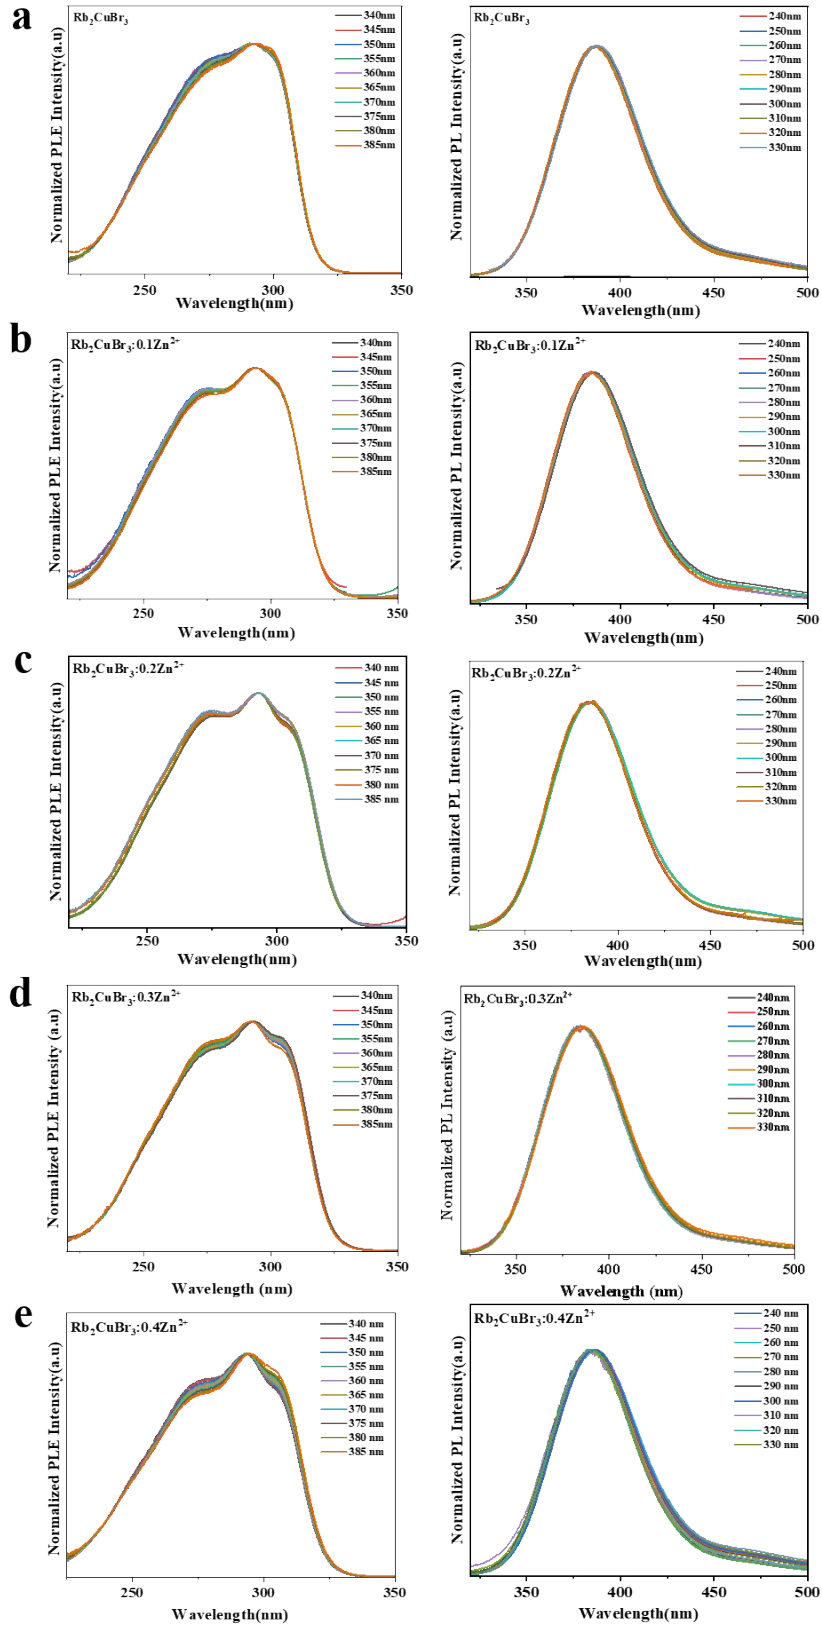 a
Rb2CuBr3
340nm
345nm
350nm
355nm
360nm
365nm
370nm
375nm
380nm
385nm
Normalized PLE Intensity(a.u)
250
300
350
Wavelength(nm)
Rb2CuBr3
240nm
250nm
260nm
270nm
280nm
290nm
300nm
310nm
320nm
330nm
Normalized PL Intensity(a.u)
350
400
450
500
Wavelength(nm)
b
Rb2CuBr3:0.1Zn2+
340nm
345nm
350nm
355nm
360nm
365nm
370nm
375nm
380nm
385nm
Normalized PLE Intensity(a.u)
250
300
350
Wavelength(nm)
Rb2CuBr3:0.1Zn2+
240nm
250nm
260nm
270nm
280nm
290nm
300nm
310nm
320nm
330nm
Normalized PL Intensity(a.u)
350
400
450
500
Wavelength(nm)
c
Rb2CuBr3:0.2Zn2+
340 nm
345 nm
350 nm
355 nm
360 nm
365 nm
370 nm
375 nm
380 nm
385 nm
Normalized PLE Intensity(a.u)
250
300
350
Wavelength(nm)
Rb2CuBr3:0.2Zn2+
240nm
250nm
260nm
270nm
280nm
290nm
300nm
310nm
320nm
330nm
Normalized PL Intensity(a.u)
350
400
450
500
Wavelength(nm)
d
Rb2CuBr3:0.3Zn2+
340nm
345nm
350nm
355nm
360nm
365nm
370nm
375nm
380nm
385nm
Normalized PLE Intensity (a.u)
250
300
350
Wavelength (nm)
Rb2CuBr3:0.3Zn2+
240nm
250nm
260nm
270nm
280nm
290nm
300nm
310nm
320nm
330nm
Normalized PL Intensity (a.u)
350
400
450
500
Wavelength (nm)
e
Rb2CuBr3:0.4Zn2+
340 nm
345 nm
350 nm
355 nm
360 nm
365 nm
370 nm
375 nm
380 nm
385 nm
Normalized PLE Intensity(a.u)
250
300
350
Wavelength(nm)
Rb2CuBr3:0.4Zn2+
240 nm
250 nm
260 nm
270 nm
280 nm
290 nm
300 nm
310 nm
320 nm
330 nm
Normalized PL Intensity(a.u)
350
400
450
500
Wavelength(nm)